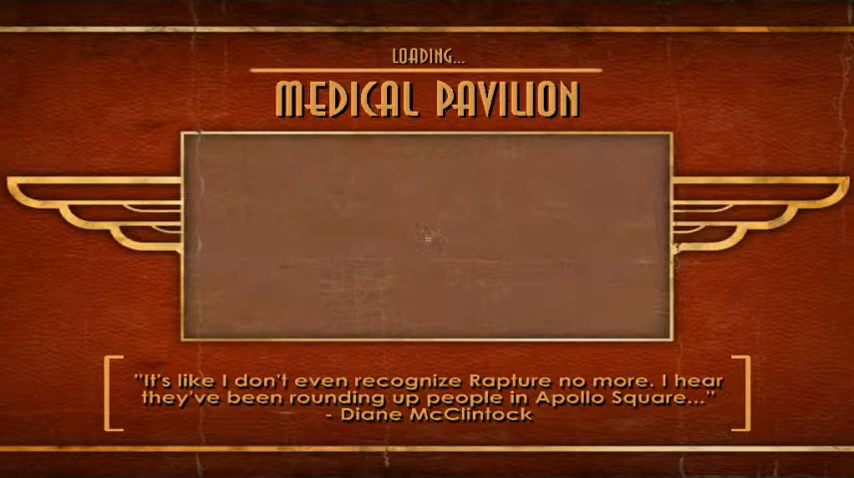 LOADING...
MEDICAL PAVILION
"It's like I don't even recognize Rapture no more. I hear
they've been rounding up people in Apollo Square..."
- Diane McClintock